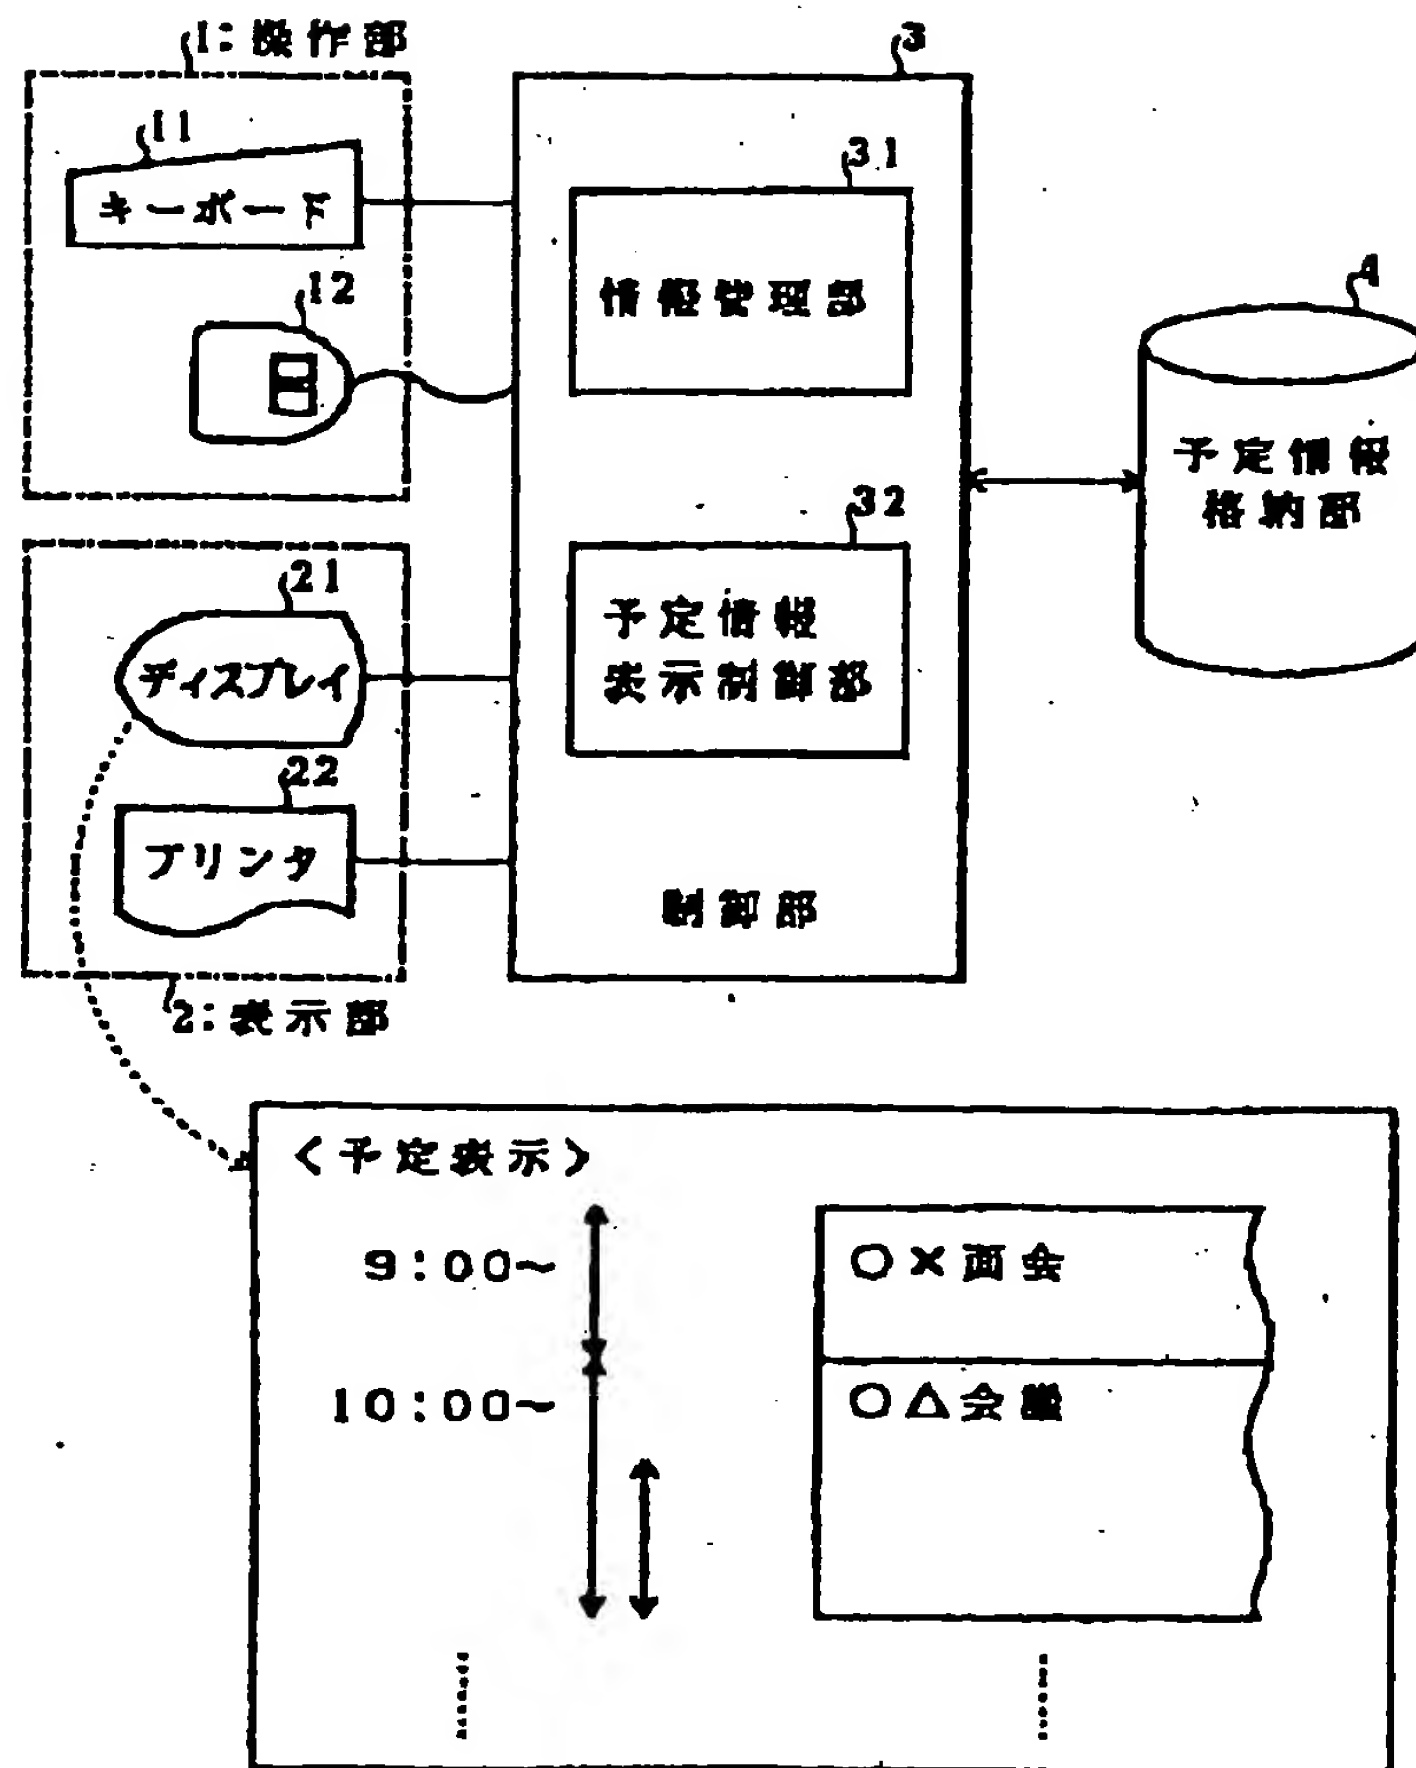 1:操作部
3
11
キーボード
31
情報管理部
12
4
予定情報
格納部
32
21
予定情報
表示制御部
ディスプレイ
22
プリンタ
制御部
2:表示部
〈予定表示〉
9:00~
○×面会
10:00~
○△会議